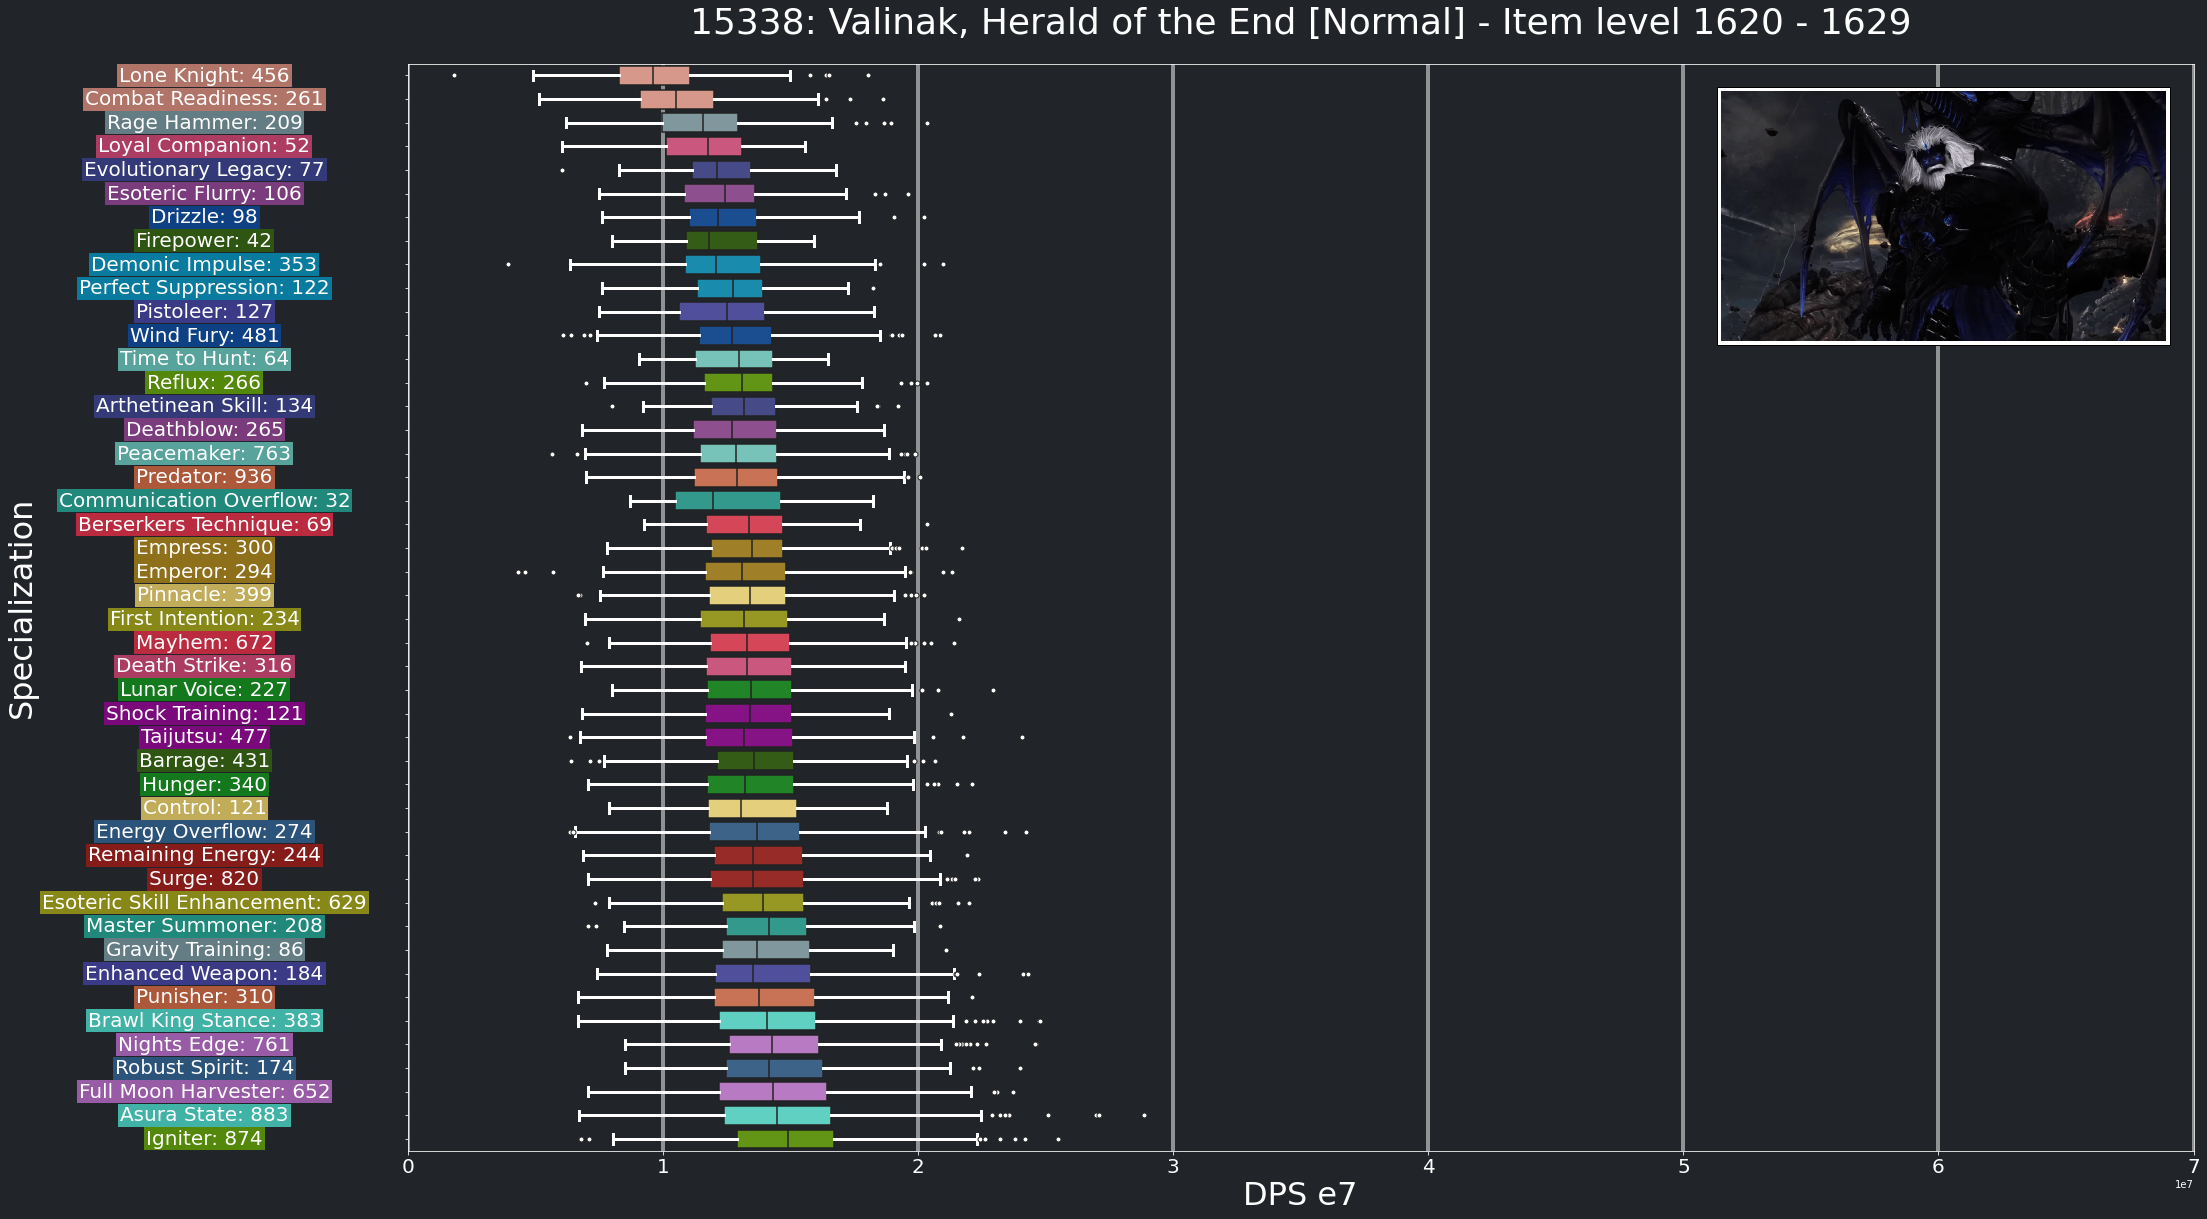 15338: Valinak, Herald of the End [Normal] - Item level 1620 - 1629
Specialization
Lone Knight: 456
Combat Readiness: 261
Rage Hammer: 209
Loyal Companion: 52
Evolutionary Legacy: 77
Esoteric Flurry: 106
Drizzle: 98
Firepower: 42
Demonic Impulse: 353
Perfect Suppression: 122
Pistoleer: 127
Wind Fury: 481
Time to Hunt: 64
Reflux: 266
Arthetinean Skill: 134
Deathblow: 265
Peacemaker: 763
Predator: 936
Communication Overflow: 32
Berserkers Technique: 69
Empress: 300
Emperor: 294
Pinnacle: 399
First Intention: 234
Mayhem: 672
Death Strike: 316
Lunar Voice: 227
Shock Training: 121
Taijutsu: 477
Barrage: 431
Hunger: 340
Control: 121
Energy Overflow: 274
Remaining Energy: 244
Surge: 820
Esoteric Skill Enhancement: 629
Master Summoner: 208
Gravity Training: 86
Enhanced Weapon: 184
Punisher: 310
Brawl King Stance: 383
Nights Edge: 761
Robust Spirit: 174
Full Moon Harvester: 652
Asura State: 883
Igniter: 874
0 1 2 3 4 5 6 7
1e7
DPS e7